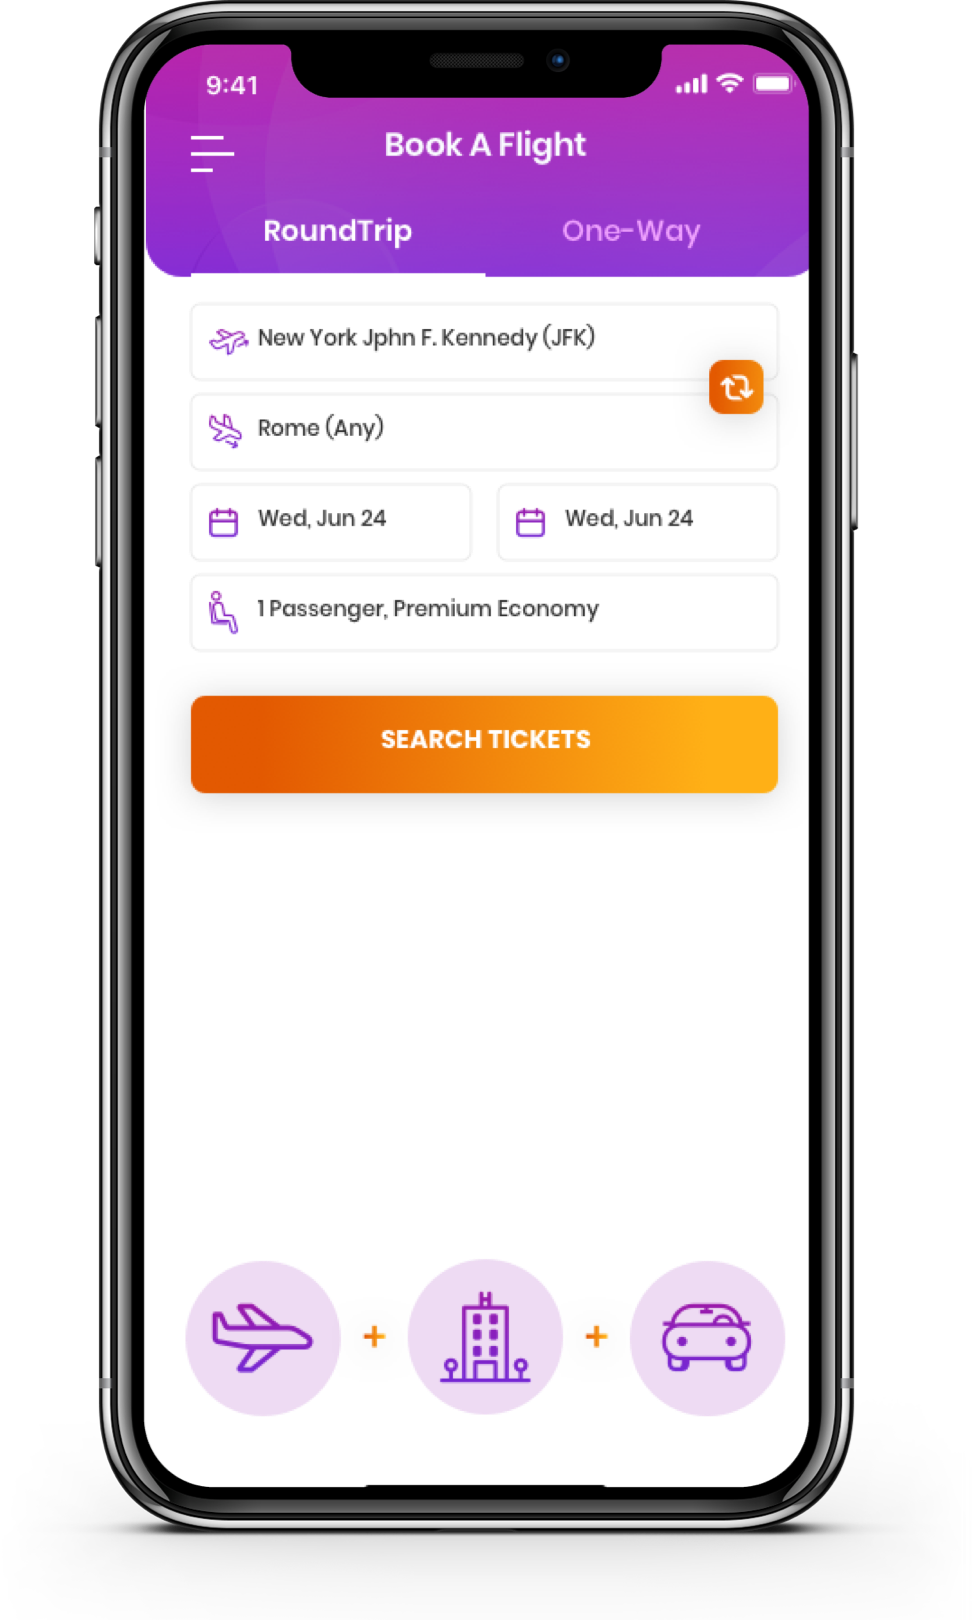 9:41
Book A Flight
RoundTrip One-Way
New York Jphn F. Kennedy (JFK)
Rome (Any)
Wed, Jun 24 Wed, Jun 24
1 Passenger, Premium Economy
SEARCH TICKETS
+ +